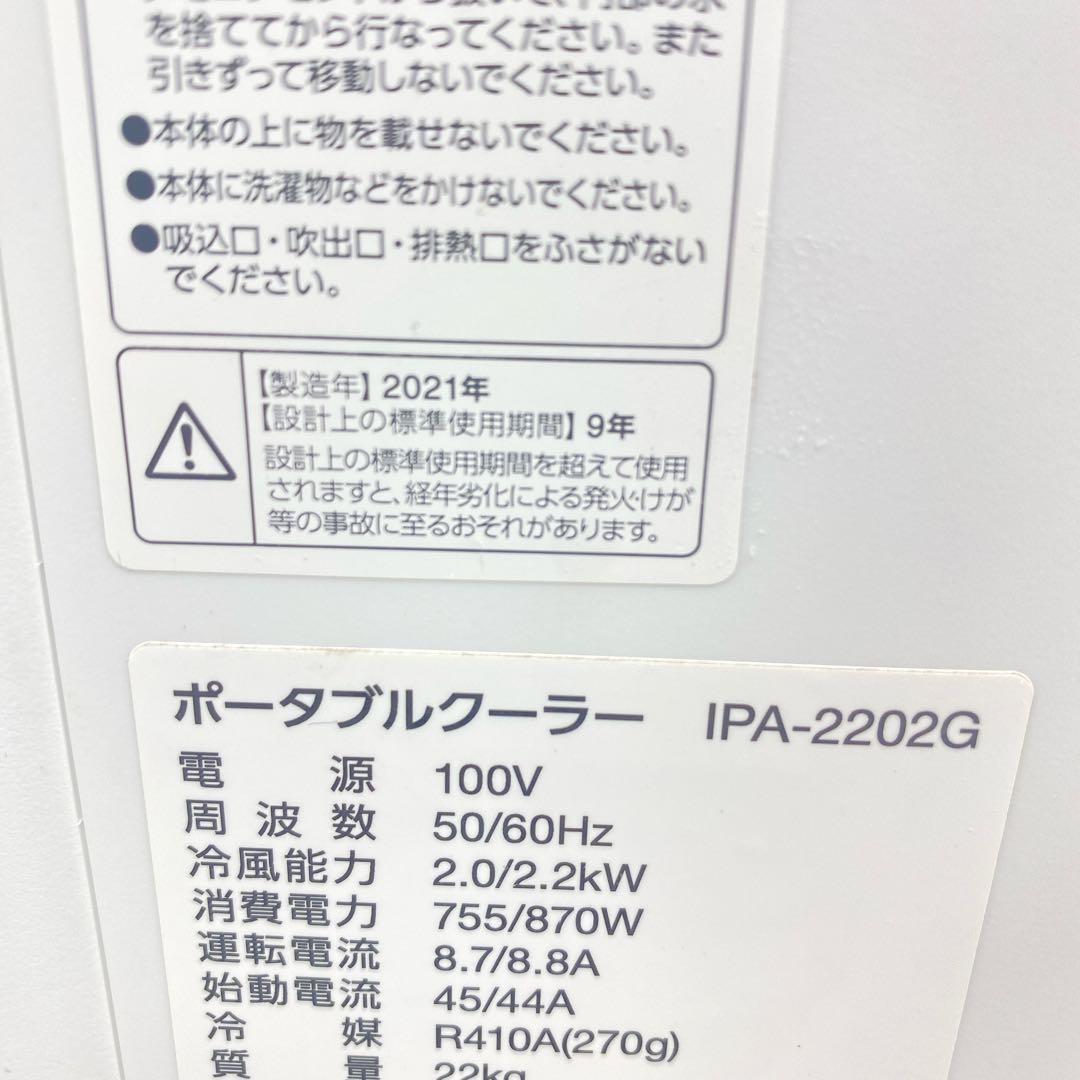 を捨ててから行なってください。また
引きずって移動しないでください。
●本体の上に物を載せないでください。
●本体に洗濯物などをかけないでください。
●吸込口・吹出口・排熱口をふさがない
でください。
【製造年】2021年
【設計上の標準使用期間】9年
設計上の標準使用期間を超えて使用
されますと、経年劣化による発火・けが
等の事故に至るおそれがあります。
ポータブルクーラー IPA-2202G
電源 100V
周波数 50/60Hz
冷風能力 2.0/2.2kW
消費電力 755/870W
運転電流 8.7/8.8A
始動電流 45/44A
冷媒 R410A(270g)
質量 22kg